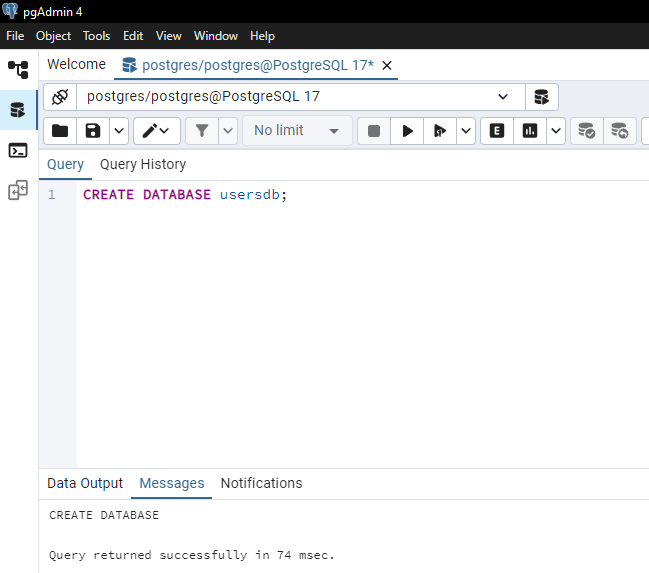 pgAdmin 4
File Object Tools Edit View Window Help
Welcome postgres/postgres@PostgreSQL 17*
postgres/postgres@PostgreSQL 17
No limit E
Query Query History
1 CREATE DATABASE usersdb;
Data Output Messages Notifications
CREATE DATABASE
Query returned successfully in 74 msec.